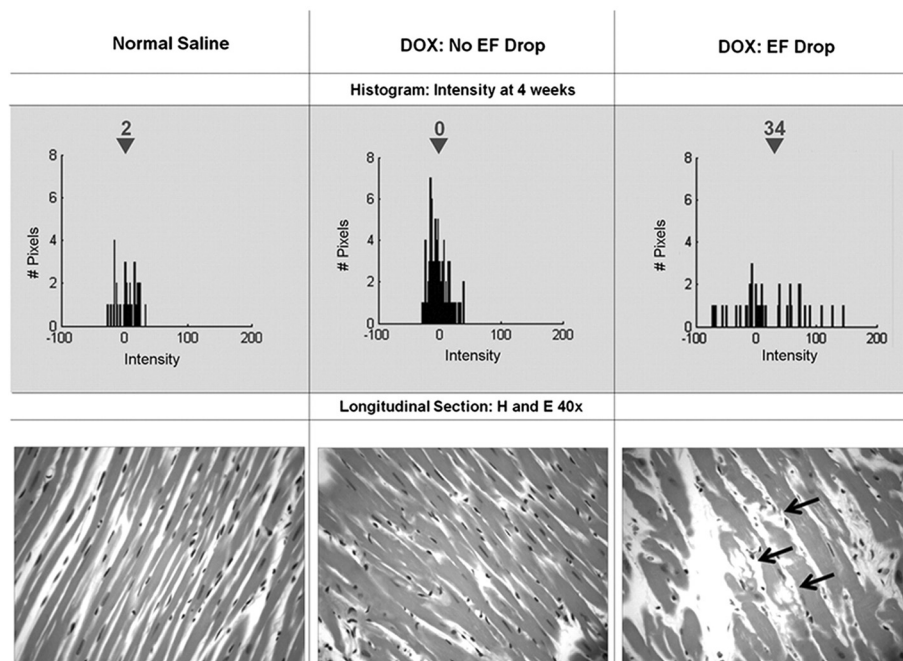 Normal Saline
DOX: No EF Drop
DOX: EF Drop
Histogram: Intensity at 4 weeks
2
8
6
4
2
0
-100
0
100
200
# Pixels
Intensity
0
8
6
4
2
0
-100
0
100
200
# Pixels
Intensity
34
8
6
4
2
0
-100
0
100
200
# Pixels
Intensity
Longitudinal Section: H and E 40x